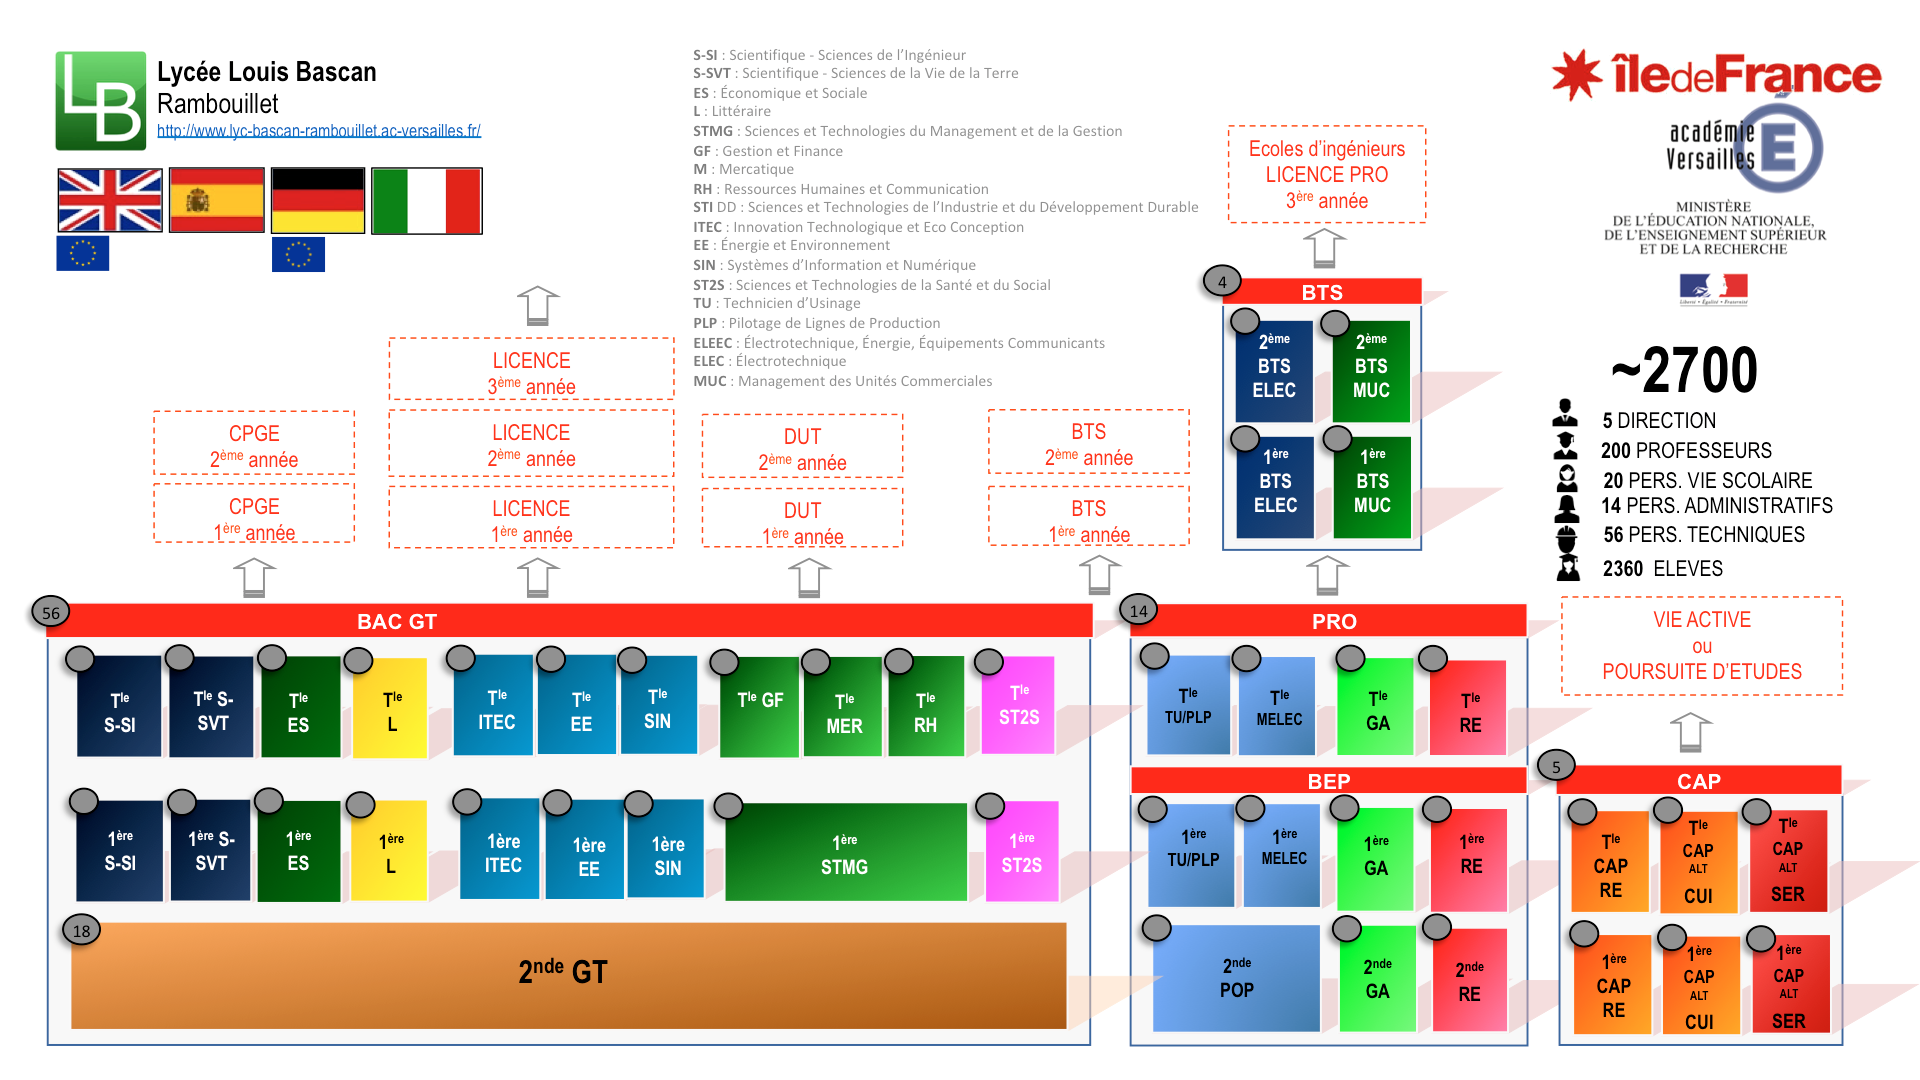 LB
Lycée Louis Bascan
Rambouillet
http://www.lyc-bascan-rambouillet.ac-versailles.fr/
S-SI : Scientifique - Sciences de l'Ingénieur
S-SVT : Scientifique - Sciences de la Vie de la Terre
ES : Économique et Sociale
L : Littéraire
STMG : Sciences et Technologies du Management et de la Gestion
GF : Gestion et Finance
M : Mercatique
RH : Ressources Humaines et Communication
STI DD : Sciences et Technologies de l'Industrie et du Développement Durable
ITEC : Innovation Technologique et Eco Conception
EE : Énergie et Environnement
SIN : Systèmes d'Information et Numérique
ST2S : Sciences et Technologies de la Santé et du Social
TU : Technicien d'Usinage
PLP : Pilotage de Lignes de Production
ELEEC : Électrotechnique, Énergie, Équipements Communicants
ELEC : Électrotechnique
MUC : Management des Unités Commerciales
Ecoles d'ingénieurs
LICENCE PRO
3ère année
îledeFrance
académie
Versailles
É
MINISTÈRE
DE L'ÉDUCATION NATIONALE,
DE L'ENSEIGNEMENT SUPÉRIEUR
ET DE LA RECHERCHE
Liberté • Égalité • Fraternité
~2700
5 DIRECTION
200 PROFESSEURS
20 PERS. VIE SCOLAIRE
14 PERS. ADMINISTRATIFS
56 PERS. TECHNIQUES
2360 ELEVES
VIE ACTIVE
ou
POURSUITE D'ETUDES
CPGE
2ème année
CPGE
1ère année
LICENCE
3ème année
LICENCE
2ème année
LICENCE
1ère année
DUT
2ème année
DUT
1ère année
BTS
2ème année
BTS
1ère année
4
BTS
2ème
BTS
ELEC
2ème
BTS
MUC
1ère
BTS
ELEC
1ère
BTS
MUC
56
BAC GT
Tle
S-SI
Tle S-
SVT
Tle
ES
Tle
L
Tle
ITEC
Tle
EE
Tle
SIN
Tle GF
Tle
MER
Tle
RH
Tle
ST2S
1ère
S-SI
1ère S-
SVT
1ère
ES
1ère
L
1ère
ITEC
1ère
EE
1ère
SIN
1ère
STMG
1ère
ST2S
18
2nde GT
14
PRO
Tle
TU/PLP
Tle
MELEC
Tle
GA
Tle
RE
BEP
1ère
TU/PLP
1ère
MELEC
1ère
GA
1ère
RE
2nde
POP
2nde
GA
2nde
RE
5
CAP
Tle
CAP
RE
Tle
CAP
ALT
CUI
Tle
CAP
ALT
SER
1ère
CAP
RE
1ère
CAP
ALT
CUI
1ère
CAP
ALT
SER